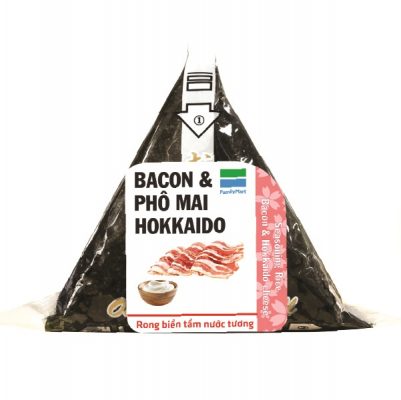 ①
BACON &
PHÔ MAI
HOKKAIDO
FamilyMart
Seasoning Rice
Bacon & Hokkaido cheese
Rong biển tẩm nước tương